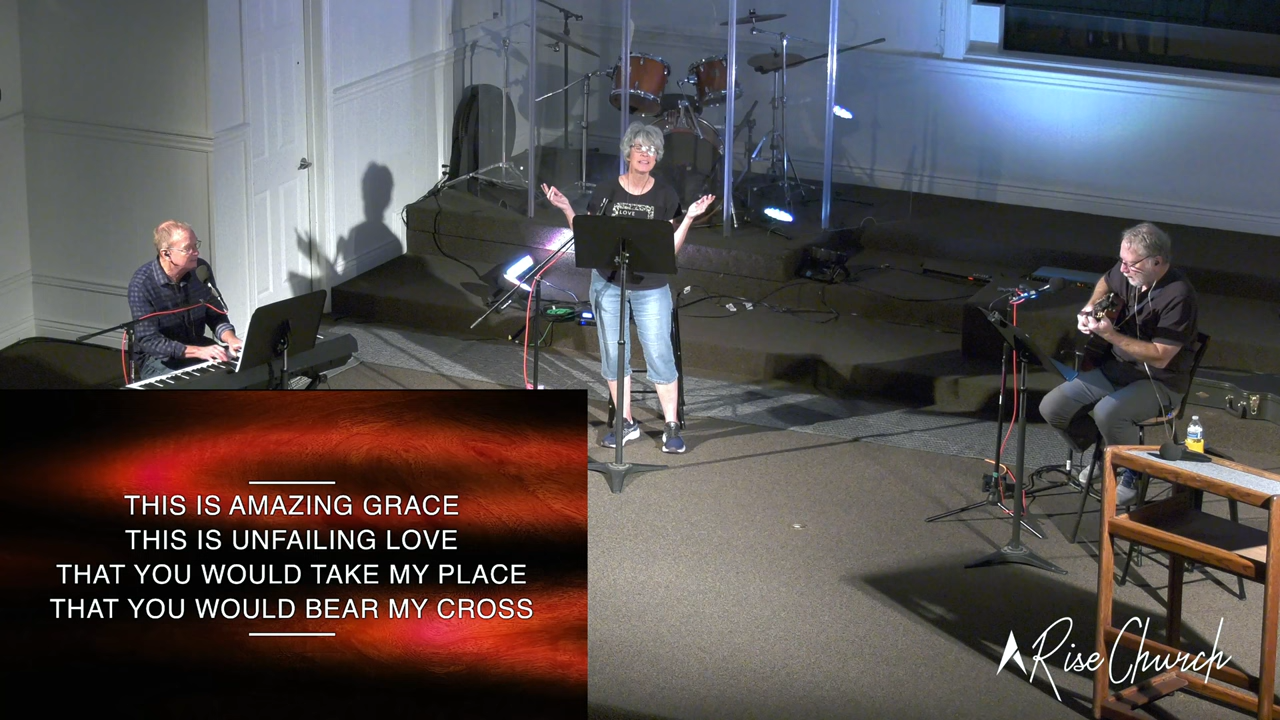 LOVE
THIS IS AMAZING GRACE
THIS IS UNFAILING LOVE
THAT YOU WOULD TAKE MY PLACE
THAT YOU WOULD BEAR MY CROSS
ARise Church